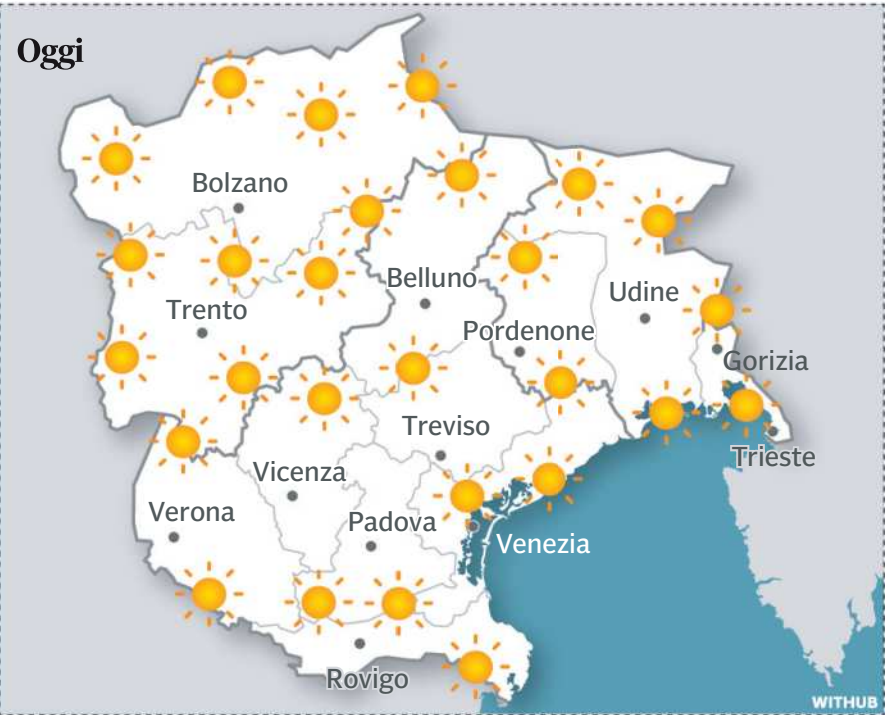 Oggi
Bolzano
Belluno
Udine
Trento
Pordenone
Gorizia
Treviso
Trieste
Vicenza
Verona
Padova
Venezia
Rovigo
WITHUB